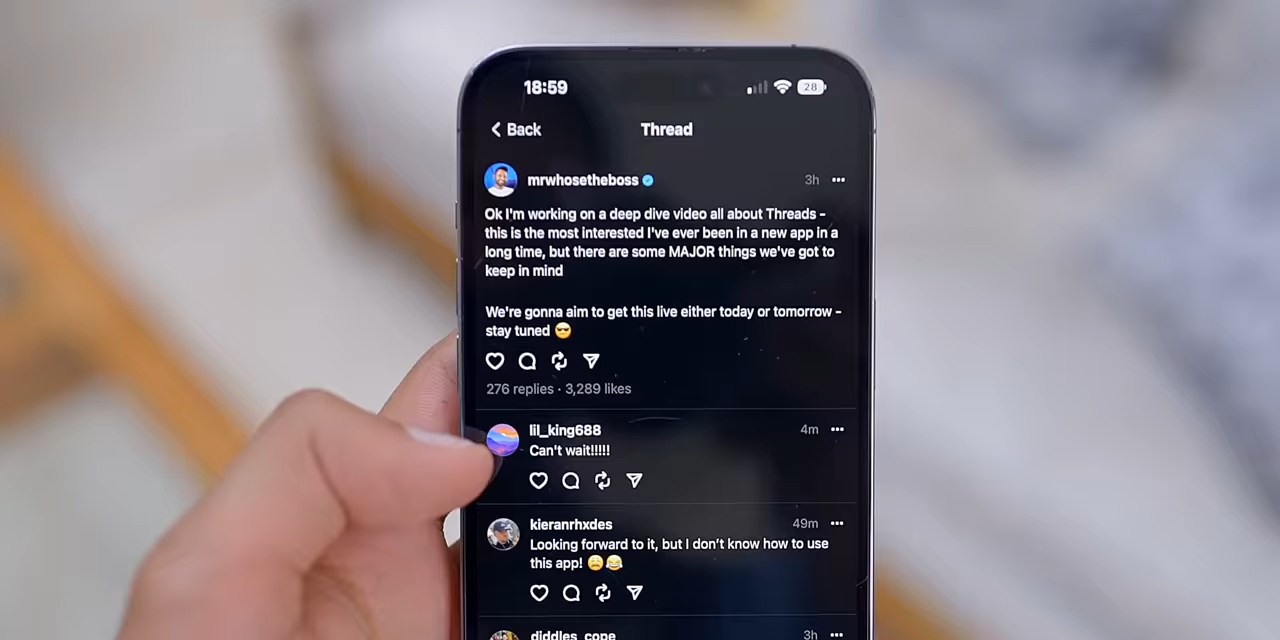 18:59
28
Back
Thread
mrwhosetheboss
3h
Ok I'm working on a deep dive video all about Threads -
this is the most interested I've ever been in a new app in a
long time, but there are some MAJOR things we've got to
keep in mind
We're gonna aim to get this live either today or tomorrow -
stay tuned 😎
276 replies · 3,289 likes
lil_king688
4m
Can't wait!!!!!
kieranrhxdes
49m
Looking forward to it, but I don't know how to use
this app! 😩😂
diddles_cope
3h